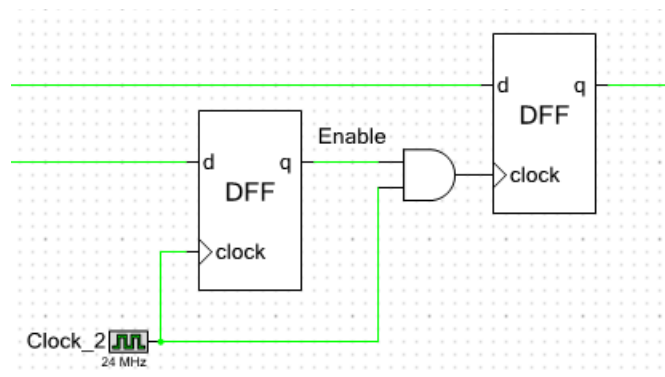 d q
DFF
clock
Enable
d q
DFF
clock
Clock_2
24 MHz